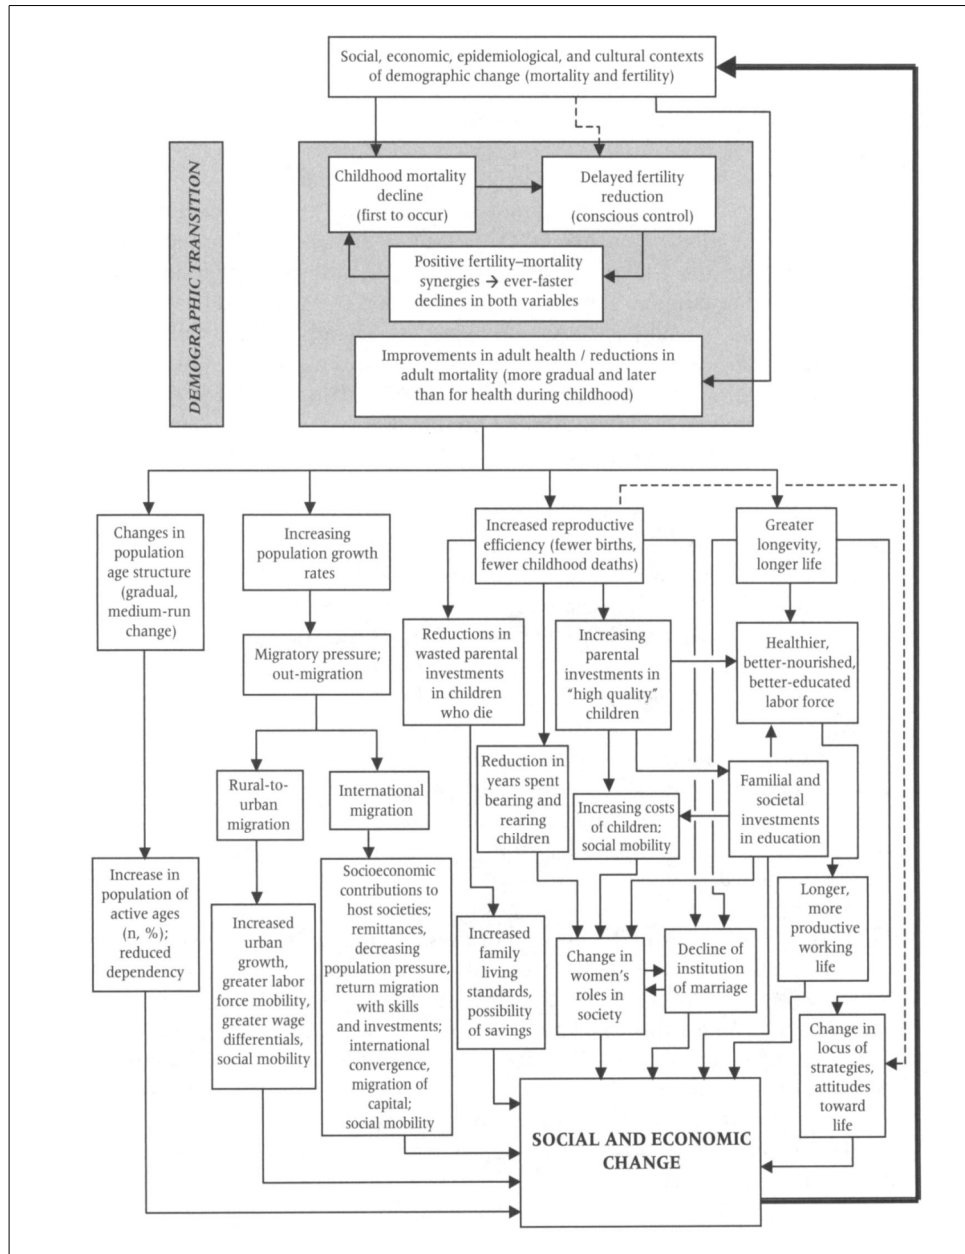 Social, economic, epidemiological, and cultural contexts
of demographic change (mortality and fertility)
DEMOGRAPHIC TRANSITION
Childhood mortality
decline
(first to occur)
Delayed fertility
reduction
(conscious control)
Positive fertility–mortality
synergies → ever-faster
declines in both variables
Improvements in adult health / reductions in
adult mortality (more gradual and later
than for health during childhood)
Changes in
population
age structure
(gradual,
medium-run
change)
Increasing
population growth
rates
Increased reproductive
efficiency (fewer births,
fewer childhood deaths)
Greater
longevity,
longer life
Migratory pressure;
out-migration
Reductions in
wasted parental
investments
in children
who die
Increasing
parental
investments in
“high quality”
children
Healthier,
better-nourished,
better-educated
labor force
Rural-to-
urban
migration
International
migration
Reduction in
years spent
bearing and
rearing
children
Increasing costs
of children;
social mobility
Familial and
societal
investments
in education
Increase in
population of
active ages
(n, %);
reduced
dependency
Increased
urban
growth,
greater labor
force mobility,
greater wage
differentials,
social mobility
Socioeconomic
contributions to
host societies;
remittances,
decreasing
population pressure,
return migration
with skills
and investments;
international
convergence,
migration of
capital;
social mobility
Increased
family
living
standards,
possibility
of savings
Change in
women’s
roles in
society
Decline of
institution
of marriage
Longer,
more
productive
working
life
Change in
locus of
strategies,
attitudes
toward
life
SOCIAL AND ECONOMIC
CHANGE